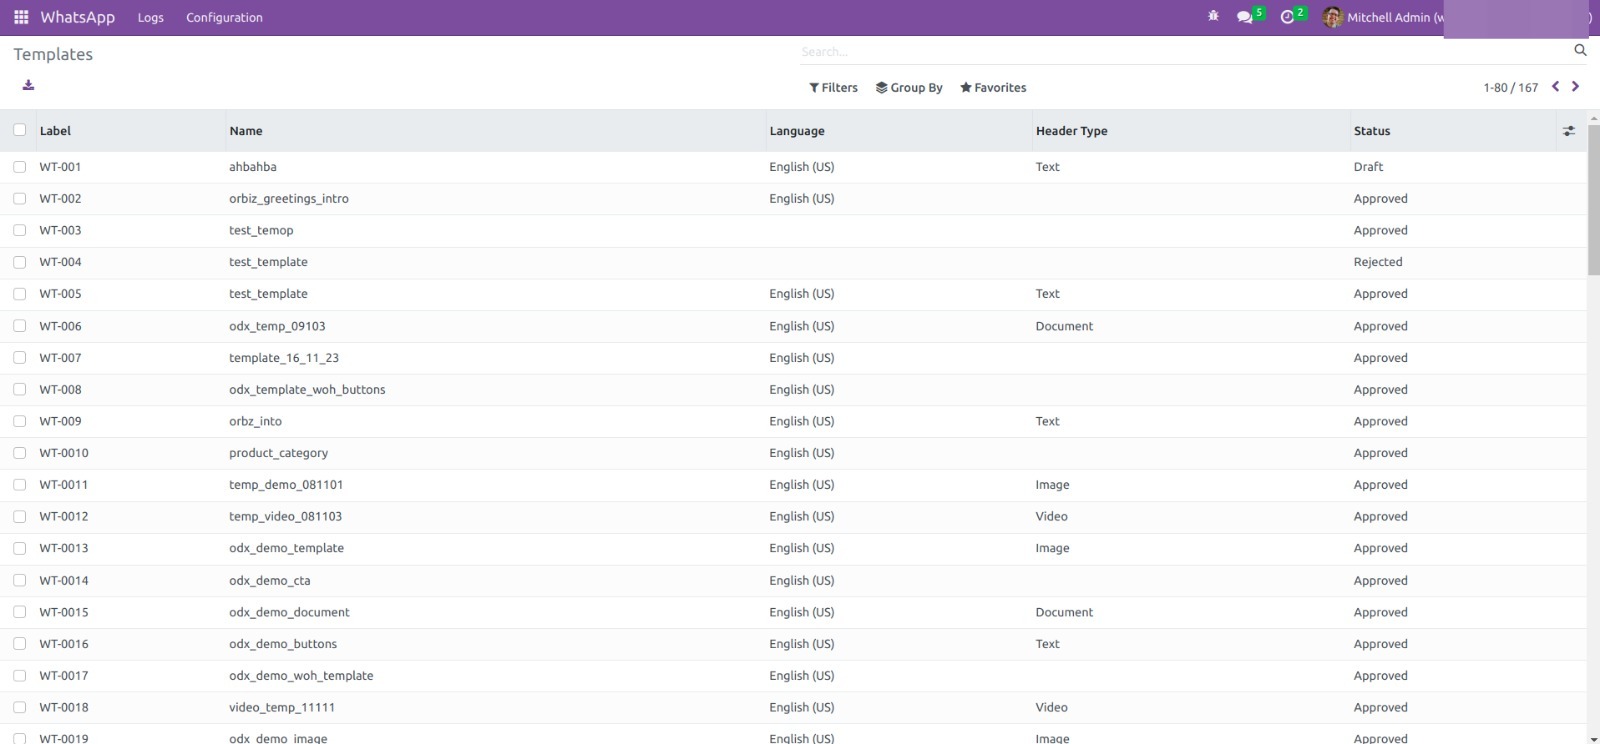 WhatsApp Logs Configuration 5 2 Mitchell Admin (w )
Templates Search...
Filters Group By Favorites 1-80 / 167
Label Name Language Header Type Status
WT-001 ahbahba English (US) Text Draft
WT-002 orbiz_greetings_intro English (US) Approved
WT-003 test_temop Approved
WT-004 test_template Rejected
WT-005 test_template English (US) Text Approved
WT-006 odx_temp_09103 English (US) Document Approved
WT-007 template_16_11_23 English (US) Approved
WT-008 odx_template_woh_buttons English (US) Approved
WT-009 orbz_into English (US) Text Approved
WT-0010 product_category English (US) Approved
WT-0011 temp_demo_081101 English (US) Image Approved
WT-0012 temp_video_081103 English (US) Video Approved
WT-0013 odx_demo_template English (US) Image Approved
WT-0014 odx_demo_cta English (US) Approved
WT-0015 odx_demo_document English (US) Document Approved
WT-0016 odx_demo_buttons English (US) Text Approved
WT-0017 odx_demo_woh_template English (US) Approved
WT-0018 video_temp_11111 English (US) Video Approved
WT-0019 odx_demo_image English (US) Image Approved